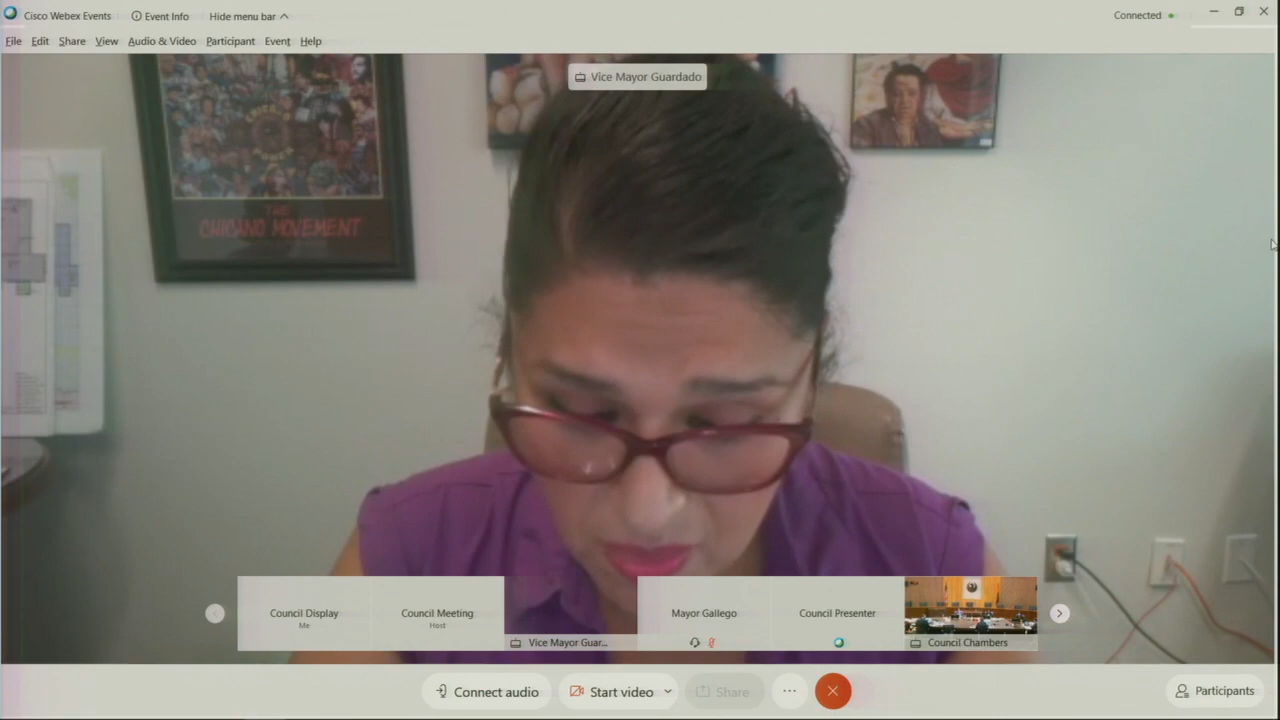 Cisco Webex Events
Event Info
Hide menu bar
Connected
File Edit Share View Audio & Video Participant Event Help
Vice Mayor Guardado
THE
CHICANO MOVEMENT
Council Display
Me
Council Meeting
Host
Vice Mayor Guar...
Mayor Gallego
Council Presenter
Council Chambers
Connect audio
Start video
Share
Participants